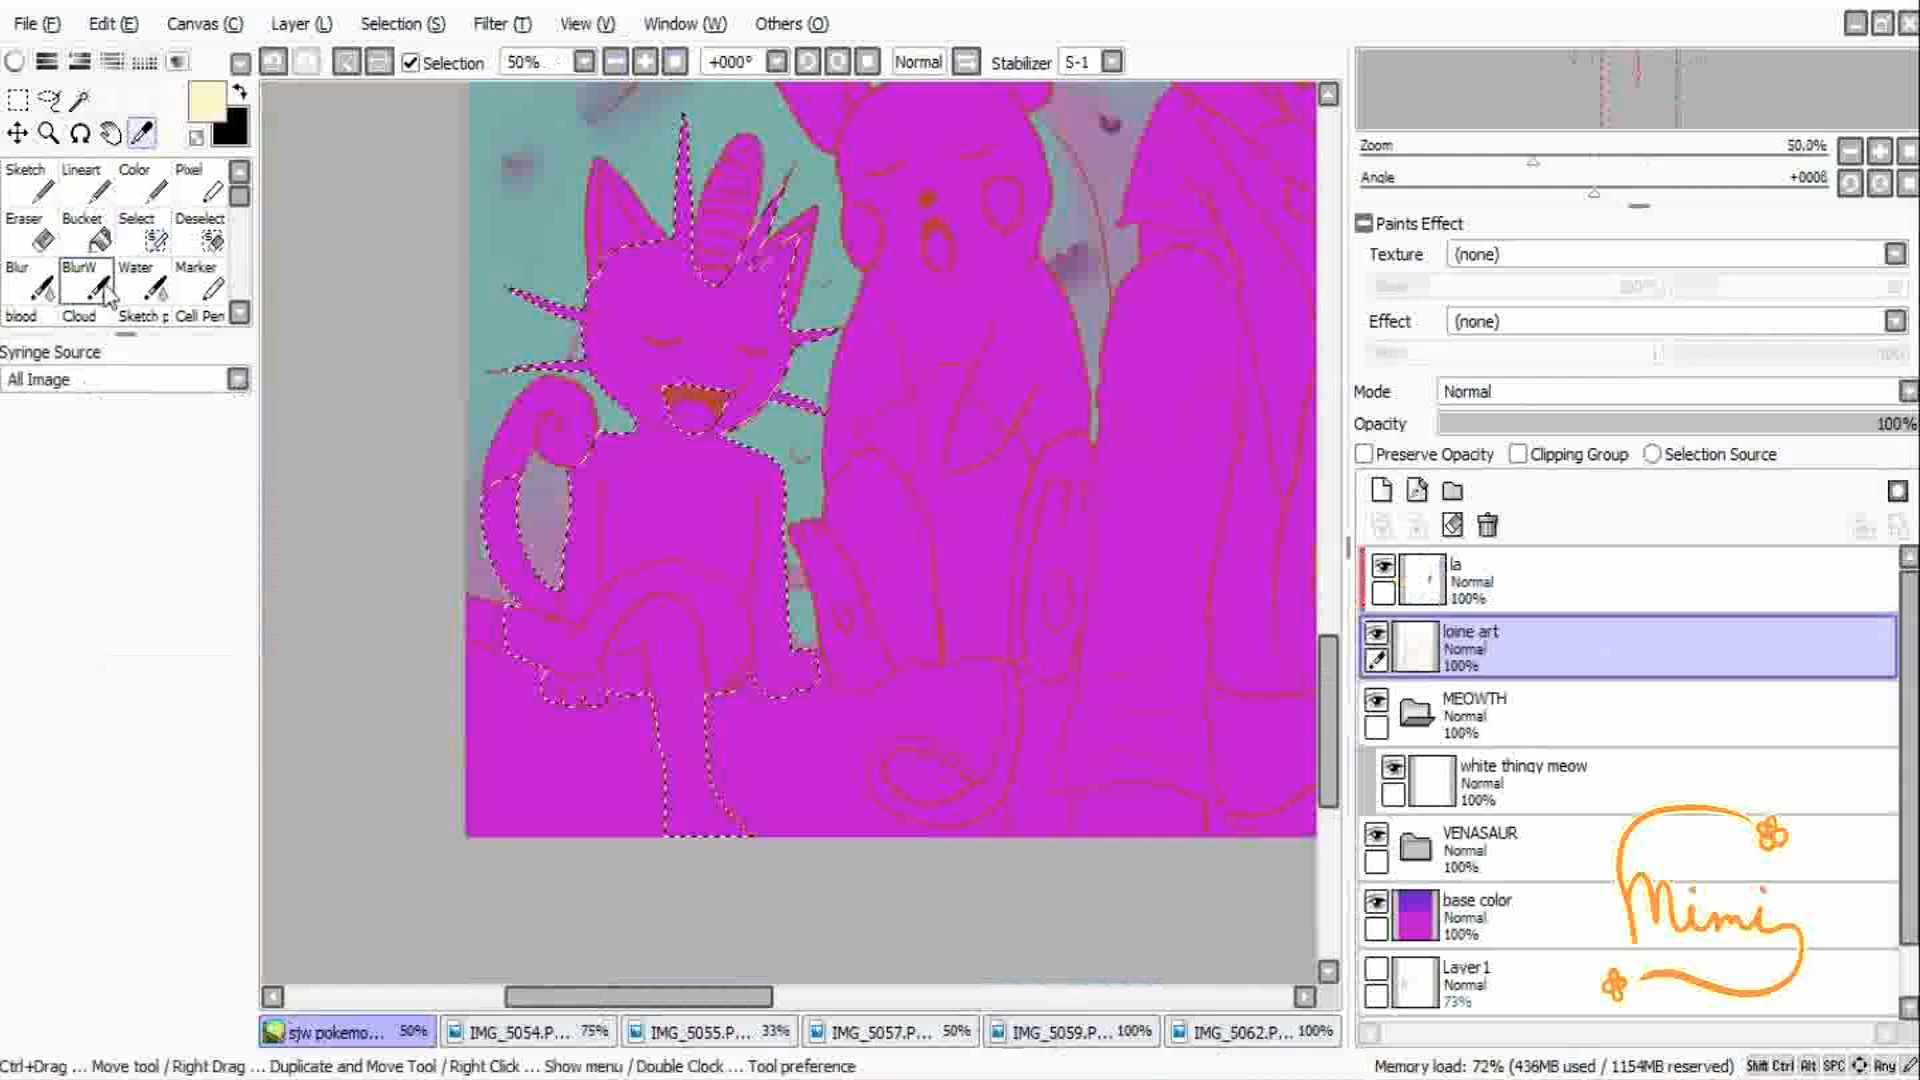 File (F) Edit (E) Canvas (C) Layer (L) Selection (S) Filter (T) View (V) Window (W) Others (O)
Selection 50% +000° Normal Stabilizer S-1
Sketch Lineart Color Pixel
Eraser Bucket Select Deselect
Blur BlurW Water Marker
blood Cloud Sketch p Cell Pen
Syringe Source
All Image
Zoom 50.0%
Angle
Paints Effect
Texture (none)
Effect (none)
Mode Normal
Opacity 100%
Preserve Opacity Clipping Group Selection Source
la
Normal
100%
loine art
Normal
100%
MEOWTH
Normal
100%
white thingy meow
Normal
100%
VENASAUR
Normal
100%
base color
Normal
100%
Layer1
Normal
73%
Mimi
sjw pokemo... 50% IMG_5054.P... 75% IMG_5055.P... 33% IMG_5057.P... 50% IMG_5059.P... 100% IMG_5062.P... 100%
Ctrl+Drag ... Move tool / Right Drag ... Duplicate and Move Tool / Right Click ... Show menu / Double Clock... Tool preference
Memory load: 72% (436MB used / 1154MB reserved) Shift Ctrl Alt SPC Any